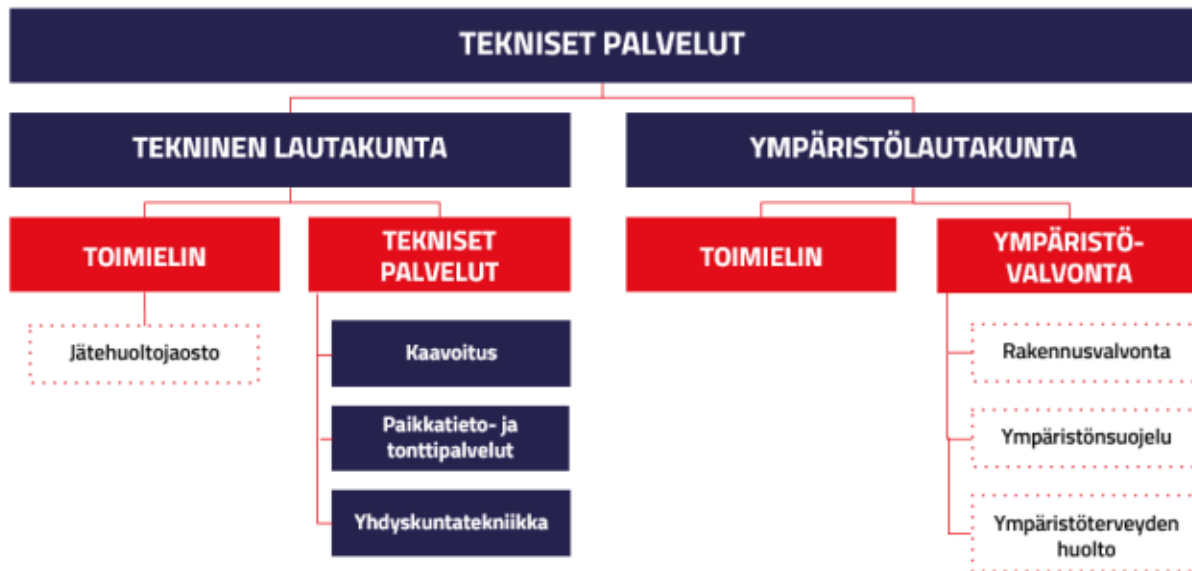 TEKNISET PALVELUT
TEKNINEN LAUTAKUNTA
YMPÄRISTÖLAUTAKUNTA
TOIMIELIN
TEKNISET
PALVELUT
TOIMIELIN
YMPÄRISTÖ-
VALVONTA
Jätehuoltojaosto
Kaavoitus
Paikkatieto- ja
tonttipalvelut
Yhdyskuntatekniikka
Rakennusvalvonta
Ympäristönsuojelu
Ympäristöterveyden
huolto